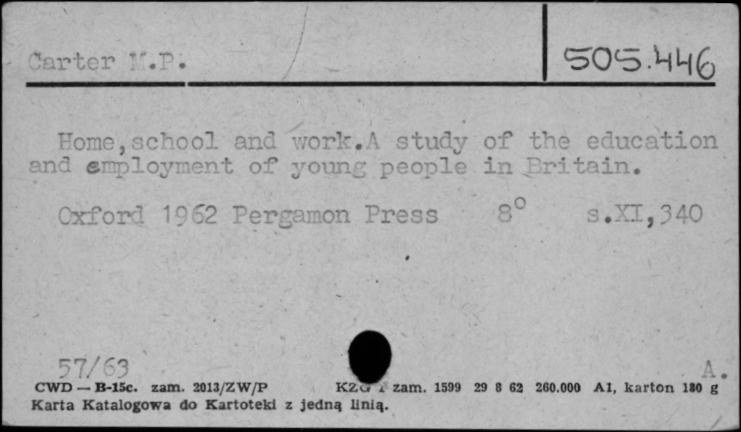 Carter M.P. 505.446
Home,school and work.A study of the education
and employment of young people in Britain.
Oxford 1962 Pergamon Press 8° s.XI,340
57/63 A.
CWD — B-15c. zam. 2013/ZW/P KZG zam. 1599 29 8 62 260.000 A1, karton 180 g
Karta Katalogowa do Kartoteki z jedną linią.